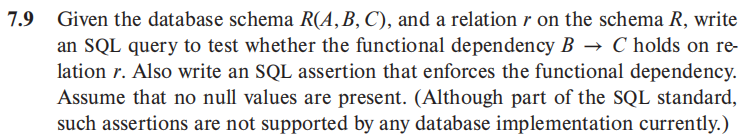 7.9 Given the database schema R(A, B, C), and a relation r on the schema R, write
an SQL query to test whether the functional dependency B → C holds on re-
lation r. Also write an SQL assertion that enforces the functional dependency.
Assume that no null values are present. (Although part of the SQL standard,
such assertions are not supported by any database implementation currently.)